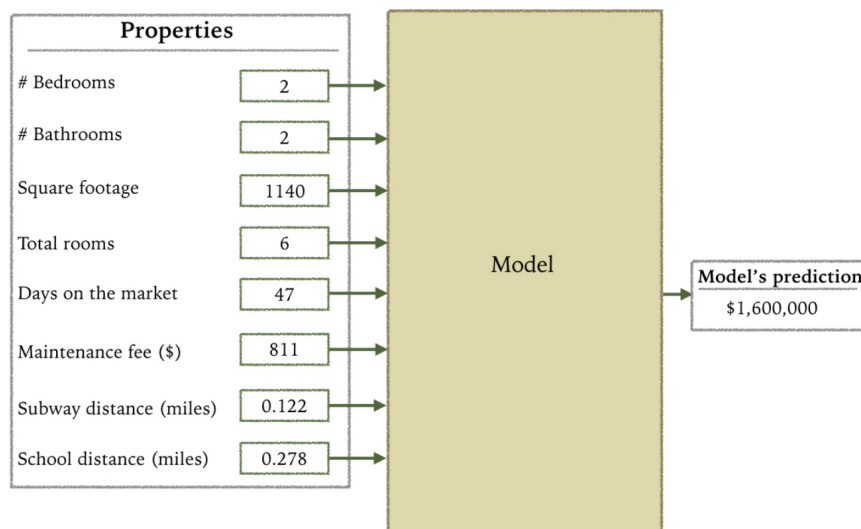 Properties
# Bedrooms 2
# Bathrooms 2
Square footage 1140
Total rooms 6
Days on the market 47
Maintenance fee ($) 811
Subway distance (miles) 0.122
School distance (miles) 0.278
Model
Model's prediction
$1,600,000